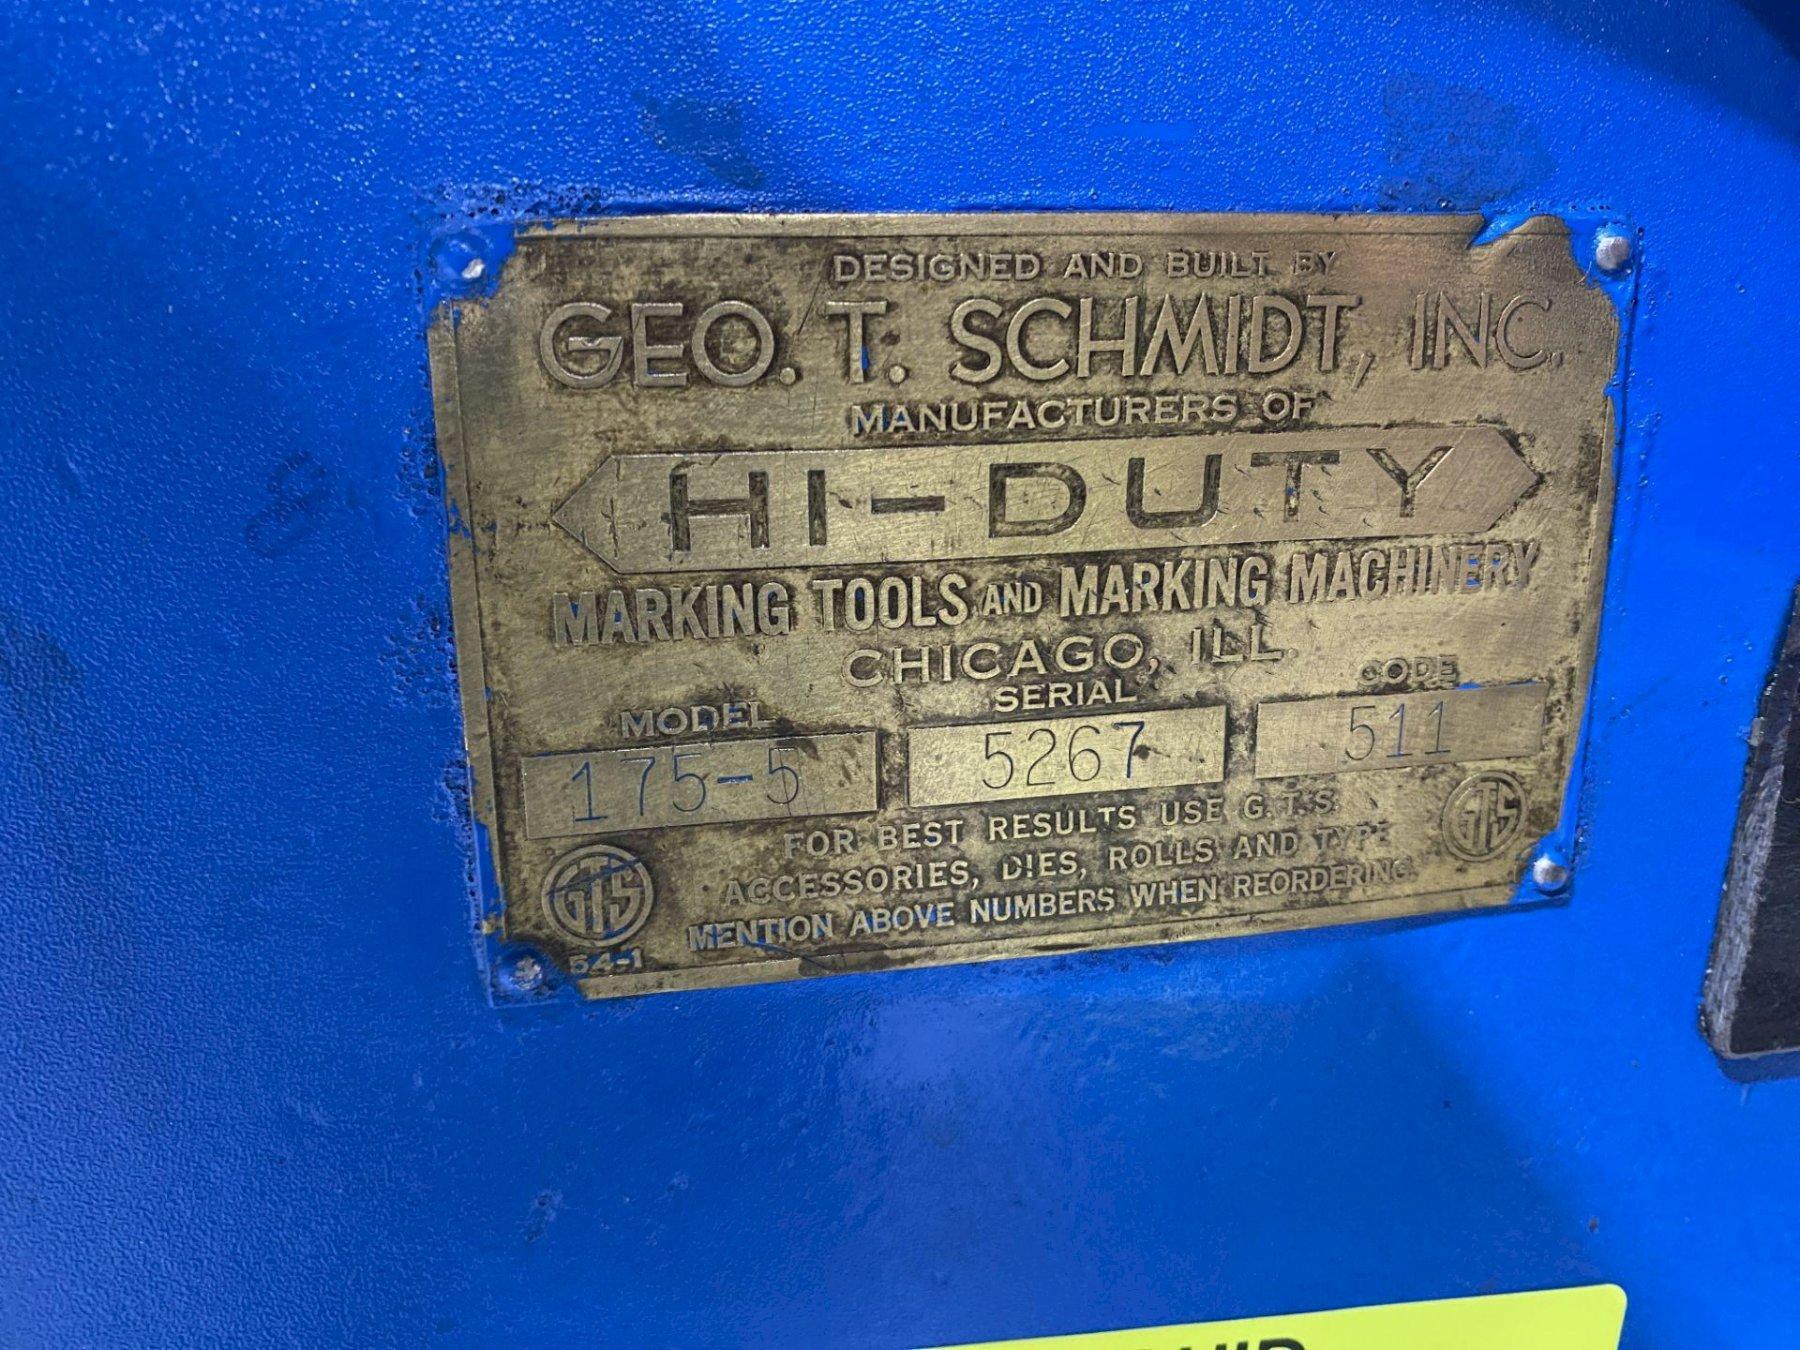 DESIGNED AND BUILT BY
GEO. T. SCHMIDT, INC.
MANUFACTURERS OF
HI-DUTY
MARKING TOOLS AND MARKING MACHINERY
CHICAGO, ILL.
MODEL SERIAL CODE
175-5 5267 511
FOR BEST RESULTS USE G.T.S.
ACCESSORIES, DIES, ROLLS AND TYPE
MENTION ABOVE NUMBERS WHEN REORDERING.
GTS GTS
54-1